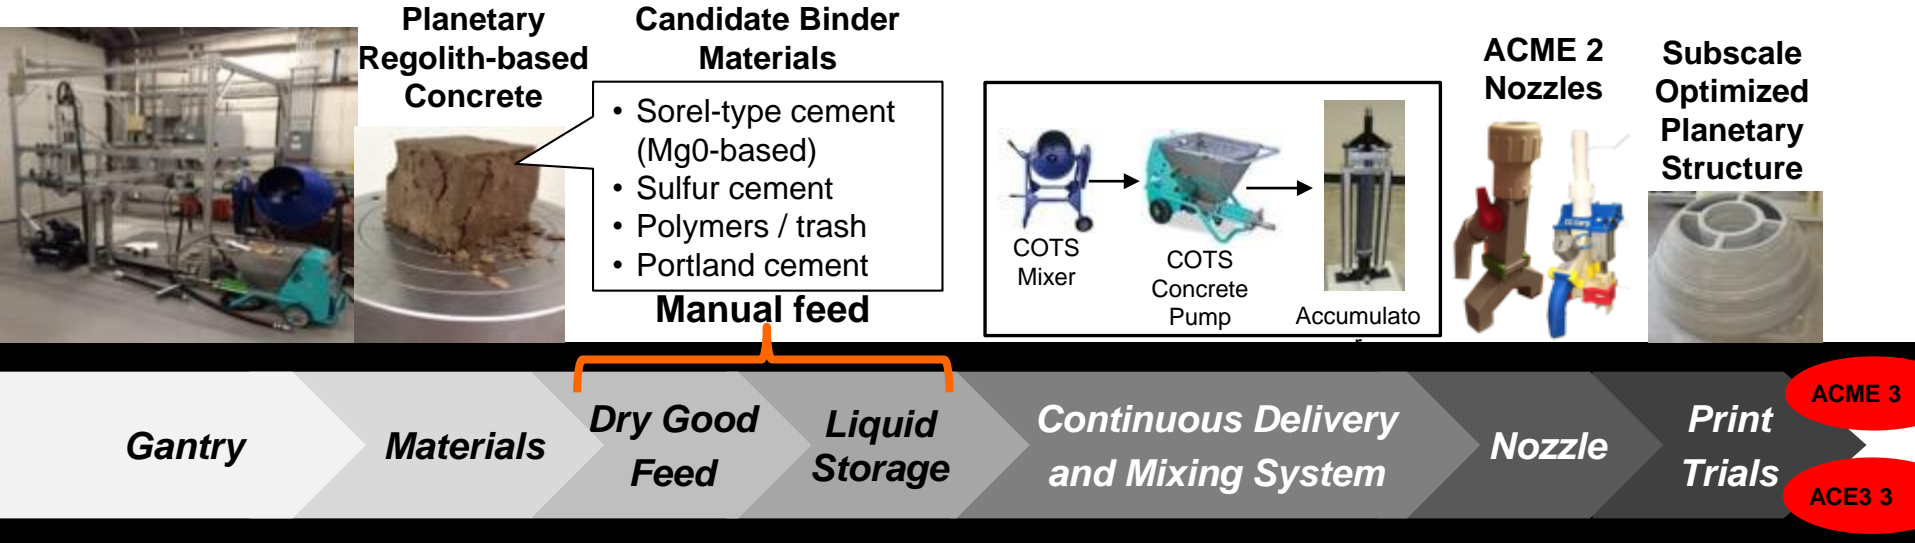 Planetary
Regolith-based
Concrete
Candidate Binder
Materials
• Sorel-type cement
(Mg0-based)
• Sulfur cement
• Polymers / trash
• Portland cement
Manual feed
COTS
Mixer
COTS
Concrete
Pump
Accumulato
r
ACME 2
Nozzles
Subscale
Optimized
Planetary
Structure
Gantry
Materials
Dry Good
Feed
Liquid
Storage
Continuous Delivery
and Mixing System
Nozzle
Print
Trials
ACME 3
ACE3 3